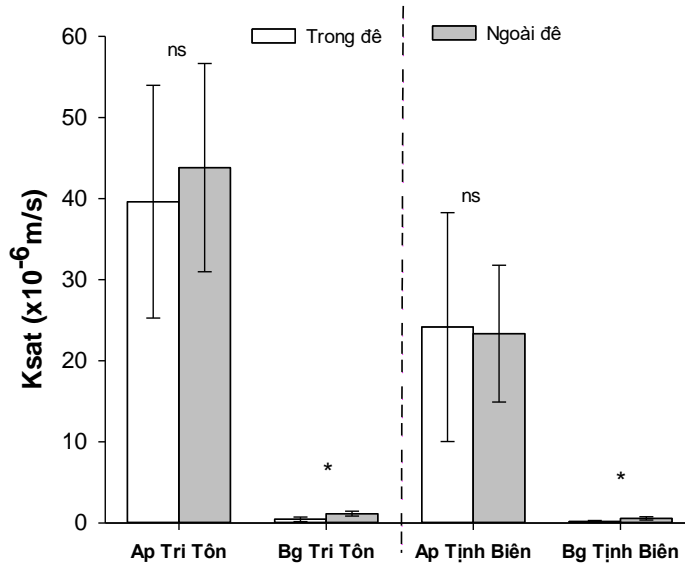 Trong đê
Ngoài đê
60
50
40
30
20
10
0
Ksat (x10⁻⁶m/s)
ns
*
ns
*
Ap Tri Tôn
Bg Tri Tôn
Ap Tịnh Biên
Bg Tịnh Biên